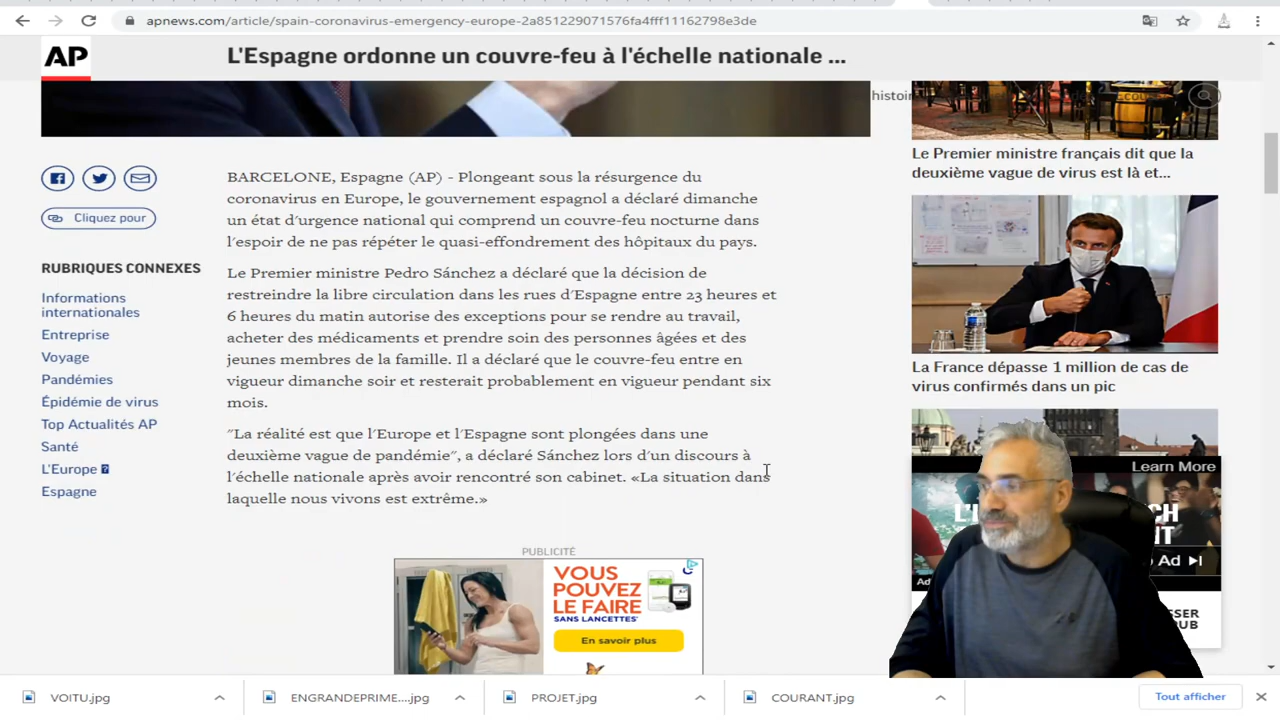 apnews.com/article/spain-coronavirus-emergency-europe-2a851229071576fa4fff11162798e3de
AP
L'Espagne ordonne un couvre-feu à l'échelle nationale ...
histoir
Cliquez pour
RUBRIQUES CONNEXES
Informations
internationales
Entreprise
Voyage
Pandémies
Épidémie de virus
Top Actualités AP
Santé
L'Europe
Espagne
BARCELONE, Espagne (AP) - Plongeant sous la résurgence du
coronavirus en Europe, le gouvernement espagnol a déclaré dimanche
un état d'urgence national qui comprend un couvre-feu nocturne dans
l'espoir de ne pas répéter le quasi-effondrement des hôpitaux du pays.
Le Premier ministre Pedro Sánchez a déclaré que la décision de
restreindre la libre circulation dans les rues d'Espagne entre 23 heures et
6 heures du matin autorise des exceptions pour se rendre au travail,
acheter des médicaments et prendre soin des personnes âgées et des
jeunes membres de la famille. Il a déclaré que le couvre-feu entre en
vigueur dimanche soir et resterait probablement en vigueur pendant six
mois.
"La réalité est que l'Europe et l'Espagne sont plongées dans une
deuxième vague de pandémie", a déclaré Sánchez lors d'un discours à
l'échelle nationale après avoir rencontré son cabinet. «La situation dans
laquelle nous vivons est extrême.»
PUBLICITÉ
VOUS
POUVEZ
LE FAIRE
SANS LANCETTES
En savoir plus
Le Premier ministre français dit que la
deuxième vague de virus est là et...
La France dépasse 1 million de cas de
virus confirmés dans un pic
Learn More
Ad
VOITU.jpg
ENGRANDEPRIME....jpg
PROJET.jpg
COURANT.jpg
Tout afficher